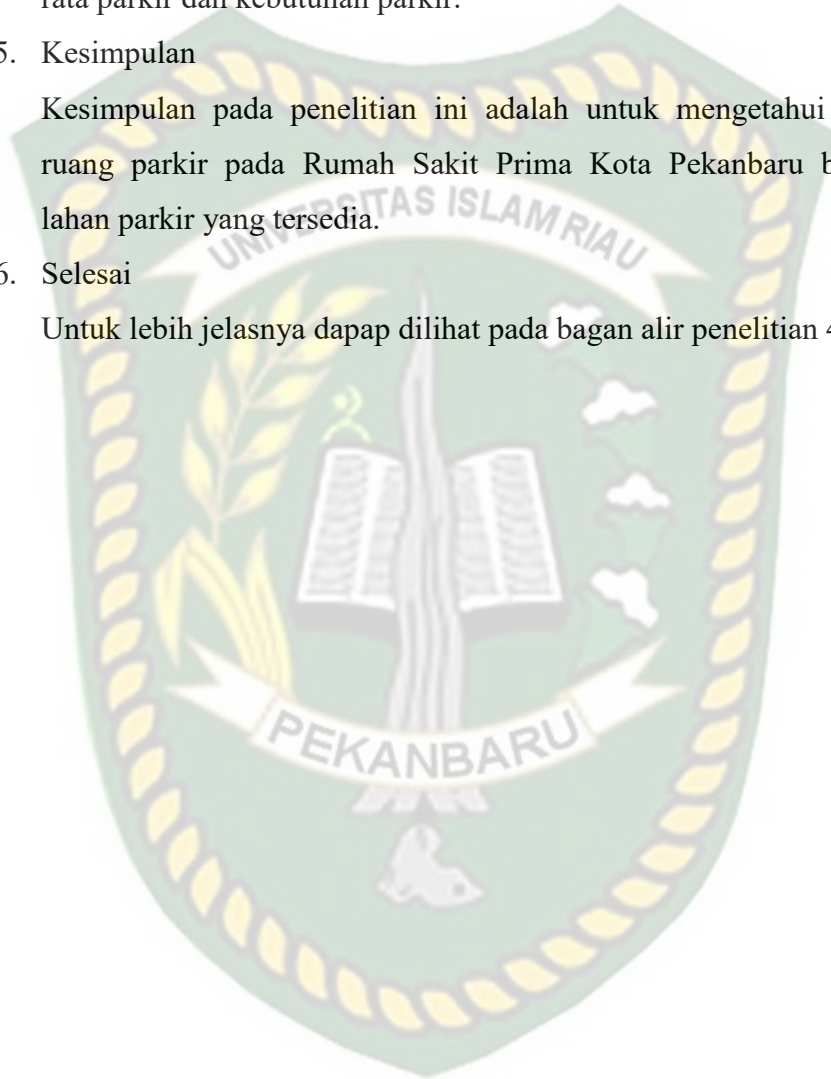 rata parkir dan kebutuhan parkir.
5. Kesimpulan
Kesimpulan pada penelitian ini adalah untuk mengetahui
ruang parkir pada Rumah Sakit Prima Kota Pekanbaru
lahan parkir yang tersedia.
UNIVERSITAS ISLAM RIAU
6. Selesai
Untuk lebih jelasnya dapap dilihat pada bagan alir penelitian
PEKANBARU